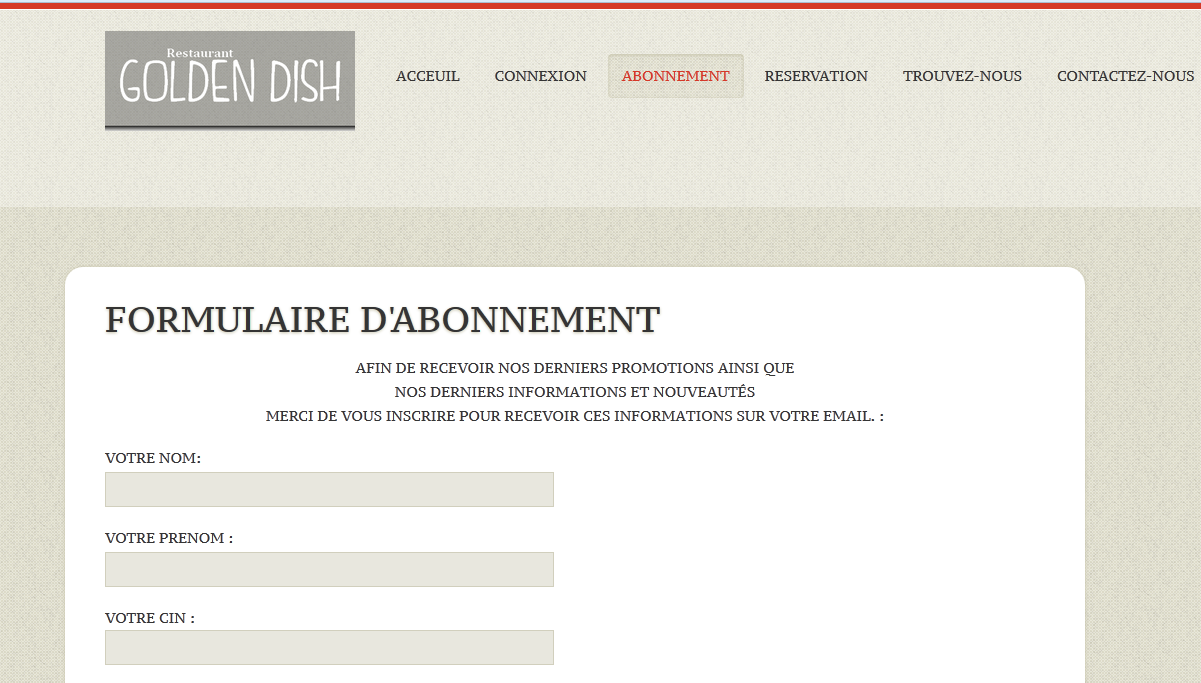 Restaurant
GOLDEN DISH
ACCEUIL CONNEXION ABONNEMENT RESERVATION TROUVEZ-NOUS CONTACTEZ-NOUS
FORMULAIRE D'ABONNEMENT
AFIN DE RECEVOIR NOS DERNIERS PROMOTIONS AINSI QUE
NOS DERNIERS INFORMATIONS ET NOUVEAUTÉS
MERCI DE VOUS INSCRIRE POUR RECEVOIR CES INFORMATIONS SUR VOTRE EMAIL. :
VOTRE NOM:
VOTRE PRENOM :
VOTRE CIN :